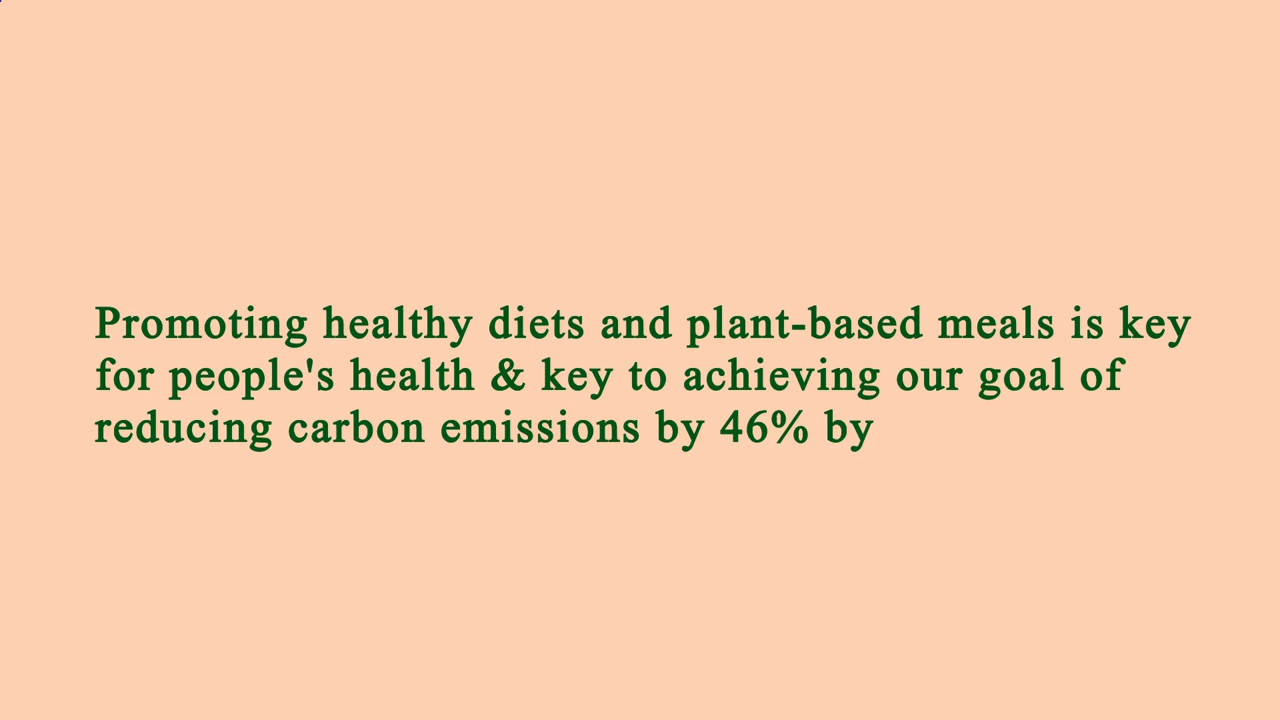 Promoting healthy diets and plant-based meals is key
for people's health & key to achieving our goal of
reducing carbon emissions by 46% by